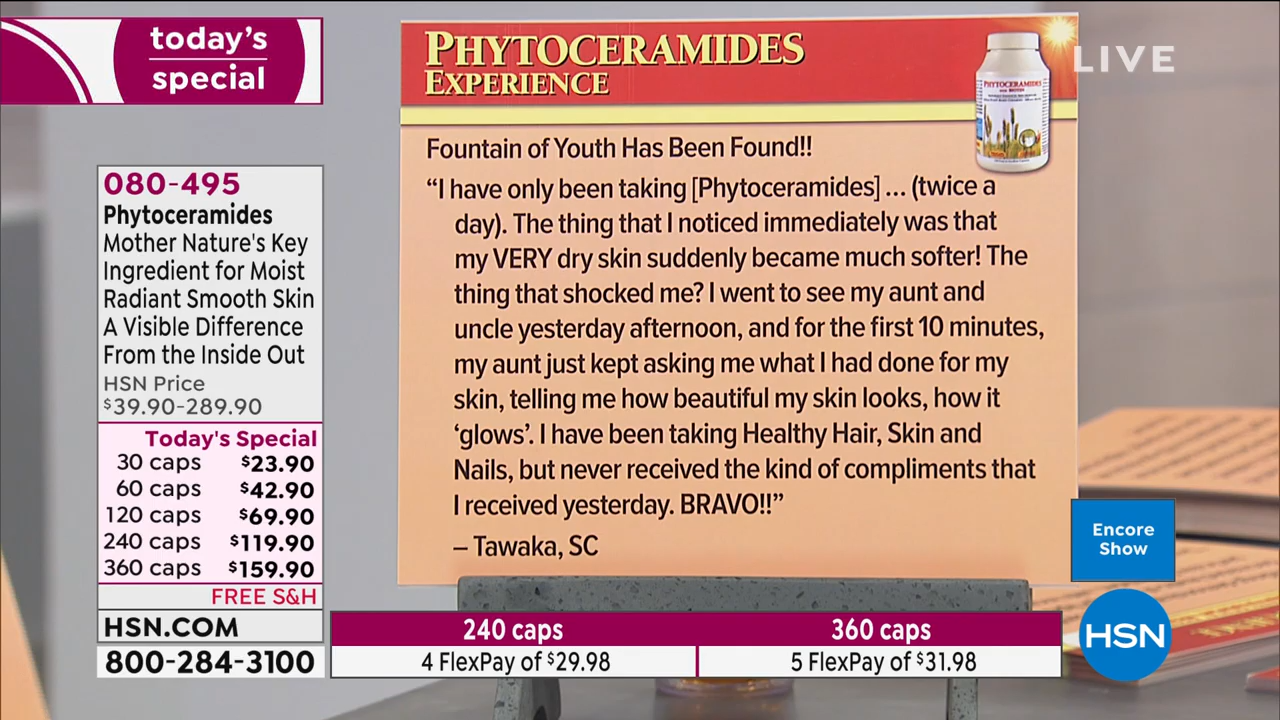 today's
special
080-495
Phytoceramides
Mother Nature's Key
Ingredient for Moist
Radiant Smooth Skin
A Visible Difference
From the Inside Out
HSN Price
$39.90-289.90
Today's Special
30 caps $23.90
60 caps $42.90
120 caps $69.90
240 caps $119.90
360 caps $159.90
FREE S&H
HSN.COM
800-284-3100
PHYTOCERAMIDES
EXPERIENCE
PHYTOCERAMIDES
LIVE
Fountain of Youth Has Been Found!!
“I have only been taking [Phytoceramides] ... (twice a
day). The thing that I noticed immediately was that
my VERY dry skin suddenly became much softer! The
thing that shocked me? I went to see my aunt and
uncle yesterday afternoon, and for the first 10 minutes,
my aunt just kept asking me what I had done for my
skin, telling me how beautiful my skin looks, how it
‘glows’. I have been taking Healthy Hair, Skin and
Nails, but never received the kind of compliments that
I received yesterday. BRAVO!!”
– Tawaka, SC
Encore
Show
HSN
240 caps 360 caps
4 FlexPay of $29.98 5 FlexPay of $31.98